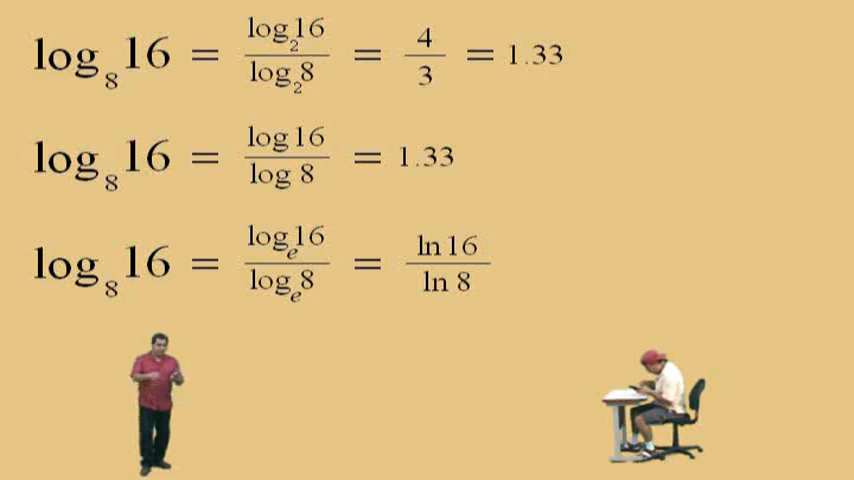 log₈16 = log₂16 / log₂8 = 4/3 = 1.33
log₈16 = log 16 / log 8 = 1.33
log₈16 = logₑ16 / logₑ8 = ln 16 / ln 8